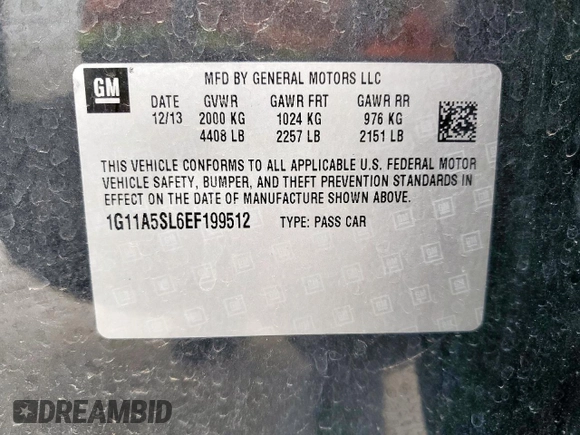 GM
MFD BY GENERAL MOTORS LLC
DATE GVWR GAWR FRT GAWR RR
12/13 2000 KG 1024 KG 976 KG
4408 LB 2257 LB 2151 LB
THIS VEHICLE CONFORMS TO ALL APPLICABLE U.S. FEDERAL MOTOR
VEHICLE SAFETY, BUMPER, AND THEFT PREVENTION STANDARDS IN
EFFECT ON THE DATE OF MANUFACTURE SHOWN ABOVE.
1G11A5SL6EF199512 TYPE: PASS CAR
DREAMBID